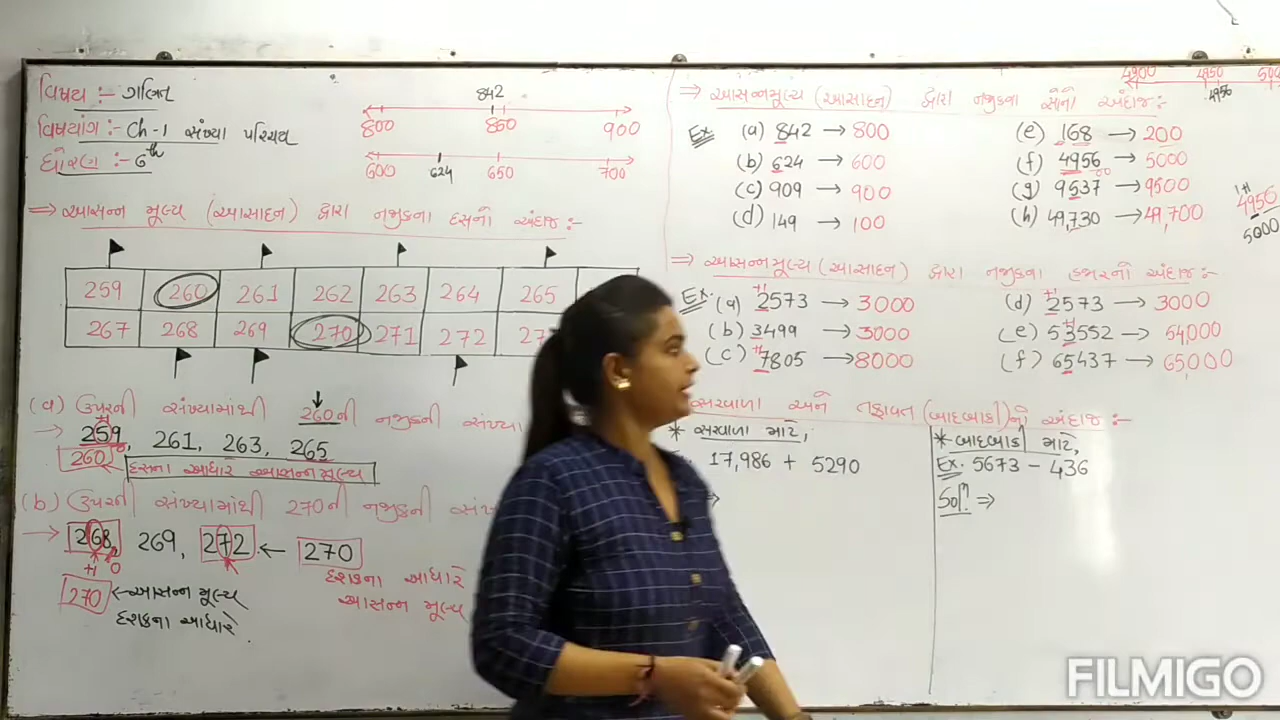 વિષય :- ગણિત
વિષયાંગ :- Ch-1 સંખ્યા પરિચય
ધોરણ :- 6th
842
800 850 900
600 624 650 700
⇒ આસન્ન મૂલ્ય (આસાદન) દ્વારા નજીકના દસનો અંદાજ :-
259 260 261 262 263 264 265
267 268 269 270 271 272 27
(a) ઉપરની સંખ્યામાંથી 260ની નજીકની સંખ્યા
→ 259, 261, 263, 265
260 દસના આધારે આસન્ન મૂલ્ય
(b) ઉપરની સંખ્યામાંથી 270ની નજીકની
→ 268, 269, 272 ← 270
+1 0
દશકના આધારે
આસન્ન મૂલ્ય
270 ← આસન્ન મૂલ્ય
દશકના આધારે
4900 4950
4956
⇒ આસન્નમૂલ્ય (આસાદન) દ્વારા નજીકના સોનો અંદાજ :-
Ex (a) 842 → 800
(b) 624 → 600
(c) 909 → 900
(d) 149 → 100
(e) 168 → 200
(f) 4956 → 5000
(g) 9537 → 9500
(h) 49,730 → 49,700
1+1
4950
5000
⇒ આસન્નમૂલ્ય (આસાદન) દ્વારા નજીકના હજારનો અંદાજ :-
Ex. (a) 2573 → 3000
(b) 3499 → 3000
(c) 7805 → 8000
(d) 2573 → 3000
(e) 53552 → 54,000
(f) 65437 → 65,000
સરવાળા અને તફાવત (બાદબાકી)નો અંદાજ :-
* સરવાળા માટે,
17,986 + 5290
⇒
* બાદબાકી માટે,
Ex. 5673 - 436
Solⁿ. ⇒
FILMIGO